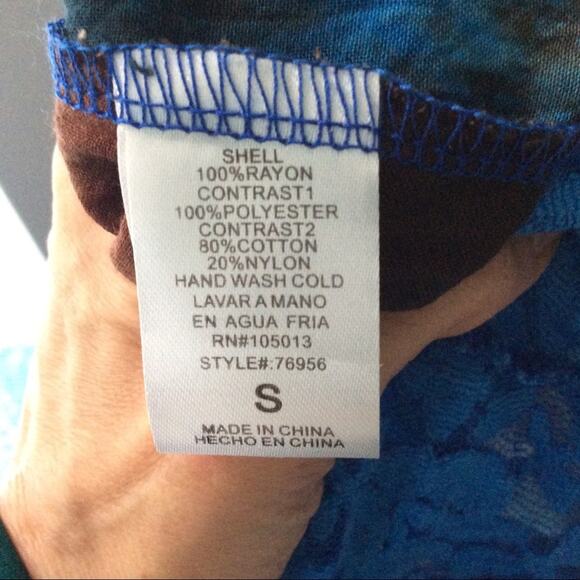 SHELL
100%RAYON
CONTRAST1
100%POLYESTER
CONTRAST2
80%COTTON
20%NYLON
HAND WASH COLD
LAVAR A MANO
EN AGUA FRIA
RN#105013
STYLE#:76956
S
MADE IN CHINA
HECHO EN CHINA